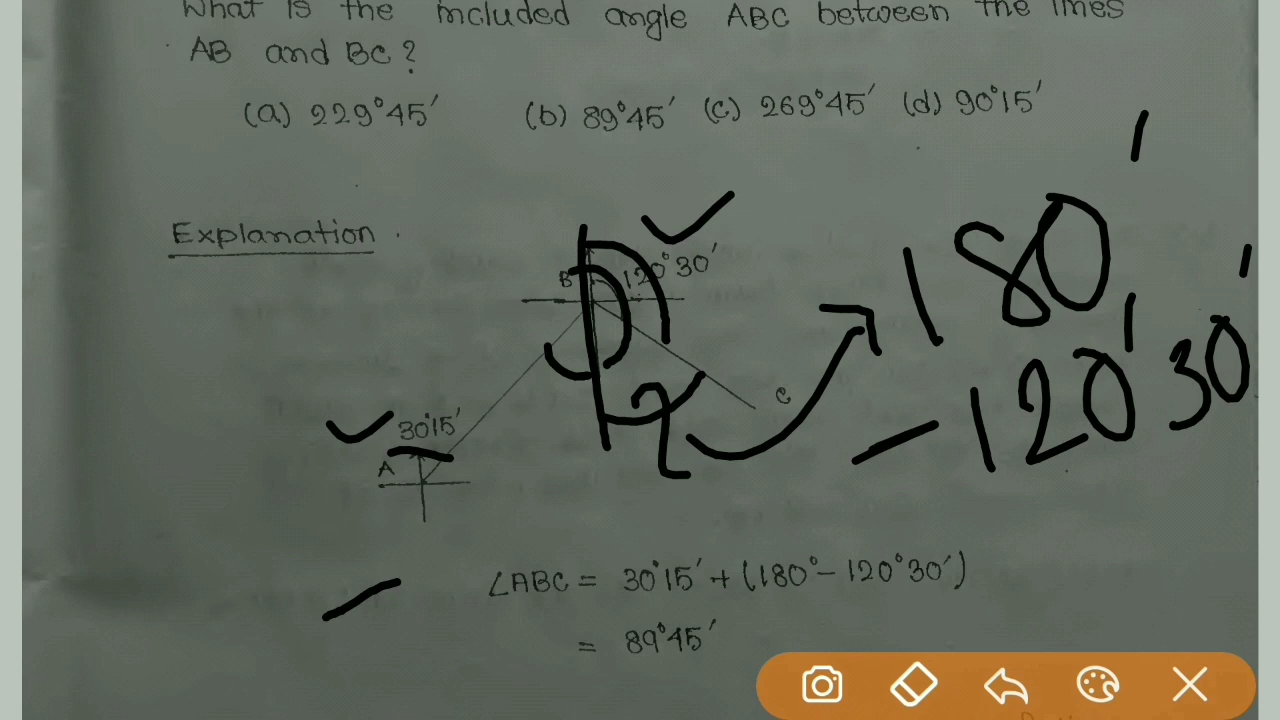 What is the included angle ABC between the lines
AB and BC?
(a) 229°45′ (b) 89°45′ (c) 269°45′ (d) 90°15′
Explanation.
B 120°30′
C
30°15′
A
2
180
- 120 30
∠ABC = 30°15′ + (180° - 120°30′)
= 89°45′